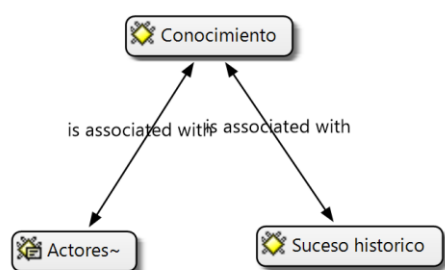 Conocimiento
is associated with
is associated with
Actores~
Suceso historico